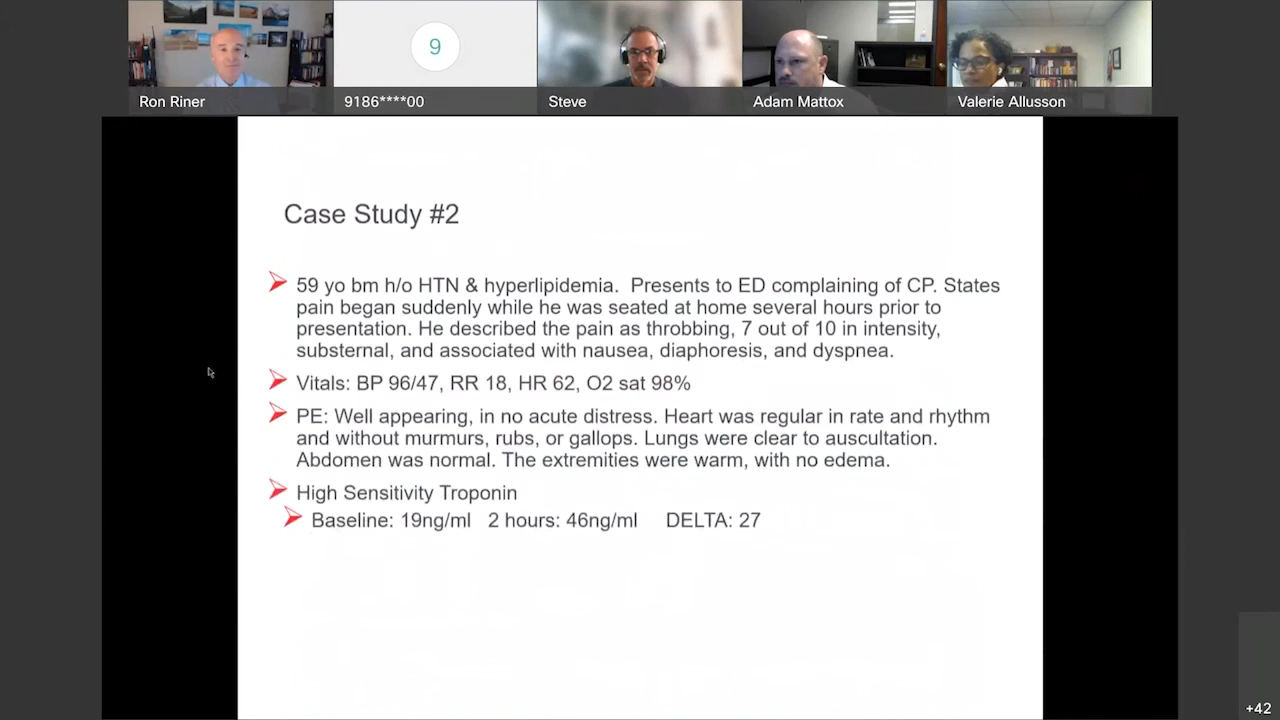 Ron Riner
9
9186****00
Steve
Adam Mattox
Valerie Allusson
Case Study #2
59 yo bm h/o HTN & hyperlipidemia. Presents to ED complaining of CP. States
pain began suddenly while he was seated at home several hours prior to
presentation. He described the pain as throbbing, 7 out of 10 in intensity,
substernal, and associated with nausea, diaphoresis, and dyspnea.
Vitals: BP 96/47, RR 18, HR 62, O2 sat 98%
PE: Well appearing, in no acute distress. Heart was regular in rate and rhythm
and without murmurs, rubs, or gallops. Lungs were clear to auscultation.
Abdomen was normal. The extremities were warm, with no edema.
High Sensitivity Troponin
Baseline: 19ng/ml 2 hours: 46ng/ml DELTA: 27
+42